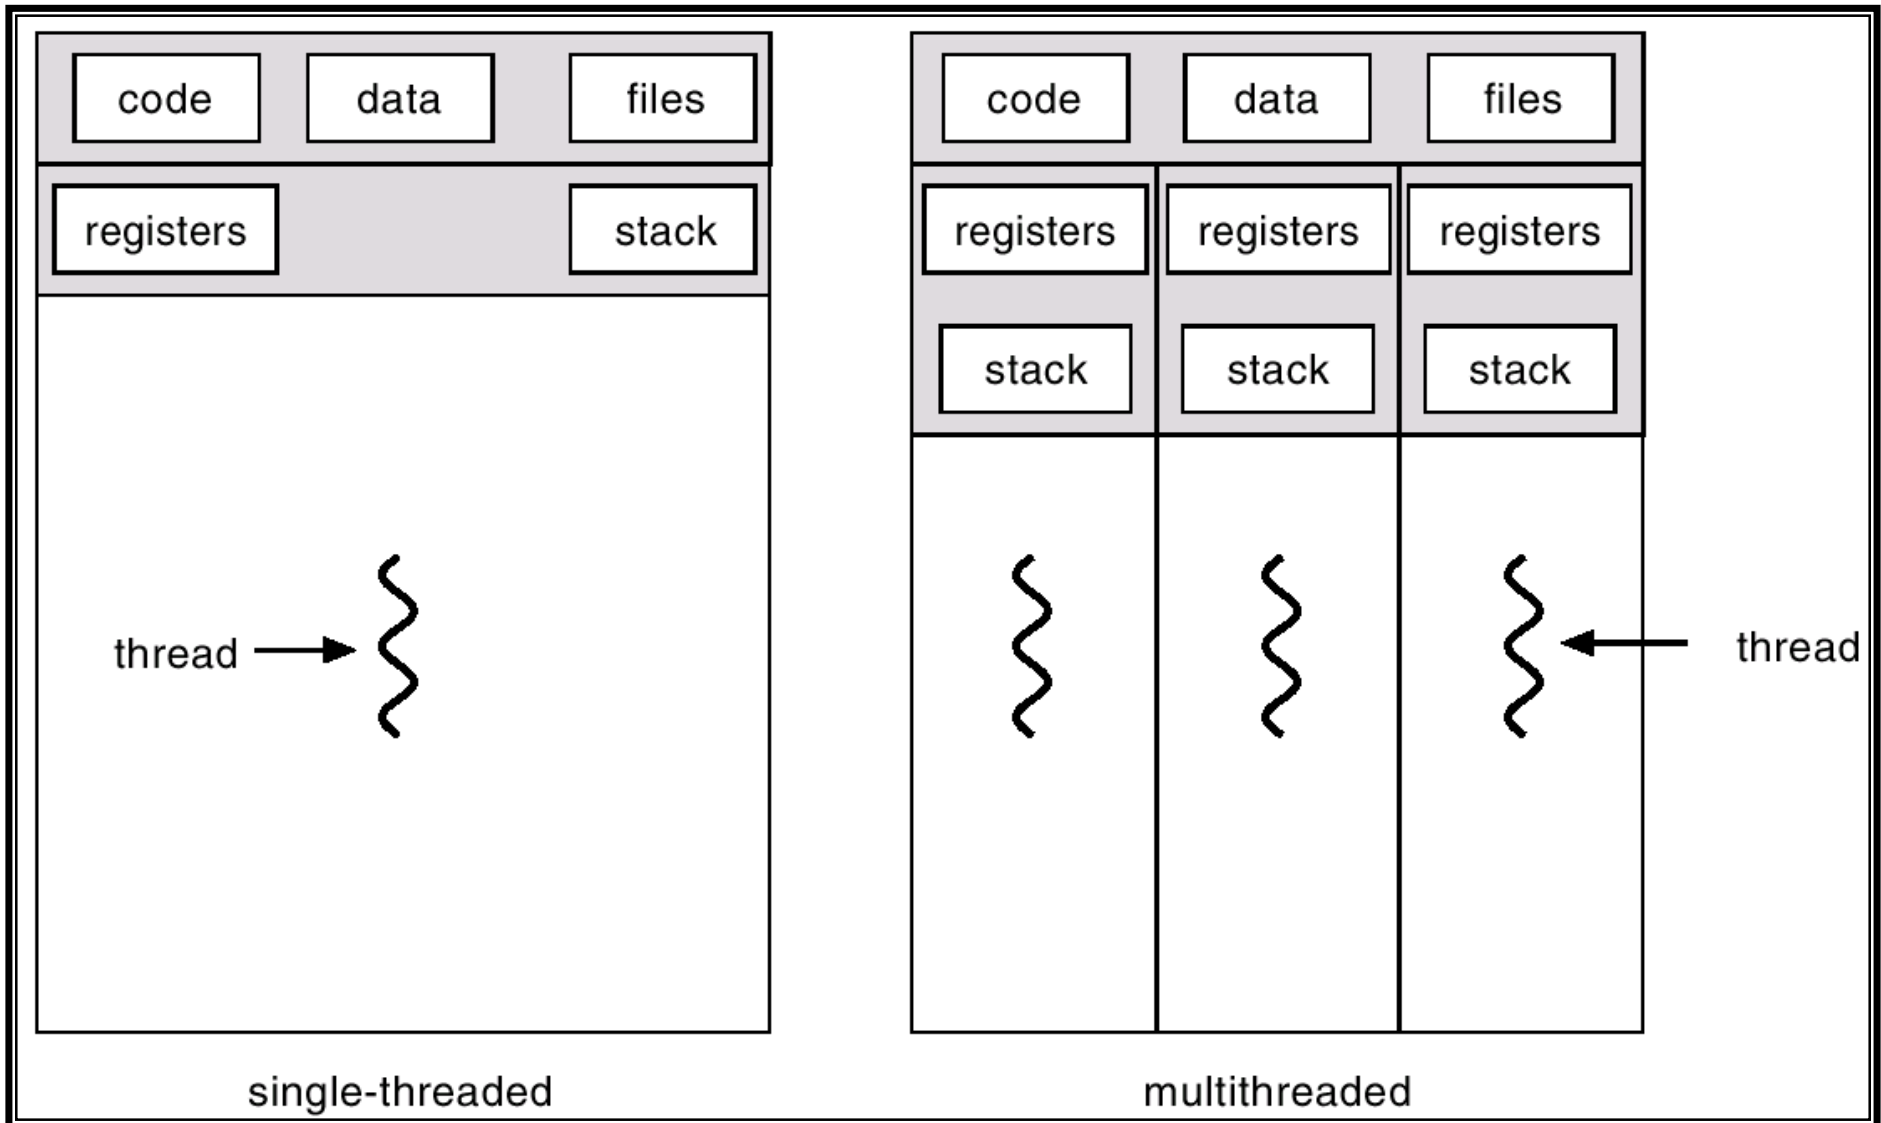 code data files
registers stack
thread
single-threaded
code data files
registers registers registers
stack stack stack
thread
multithreaded